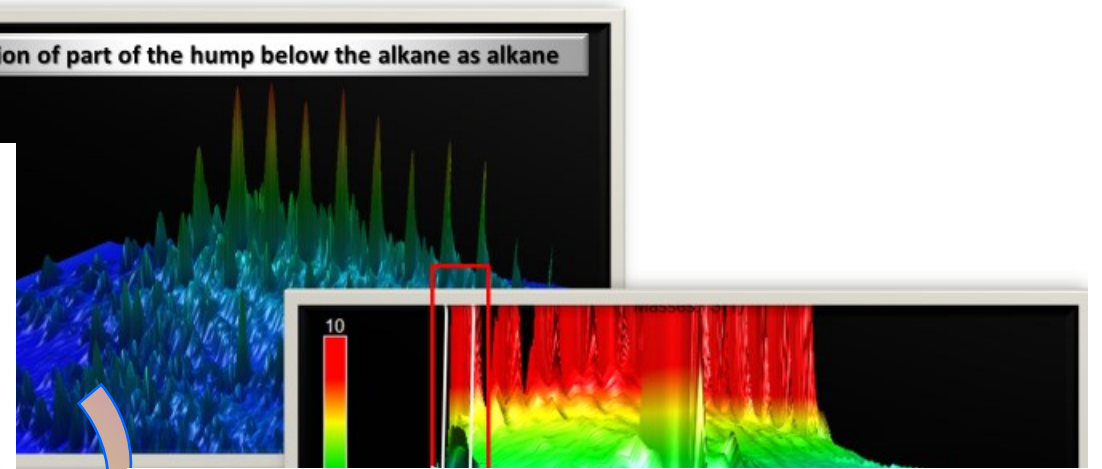 ion of part of the hump below the alkane as alkane
10